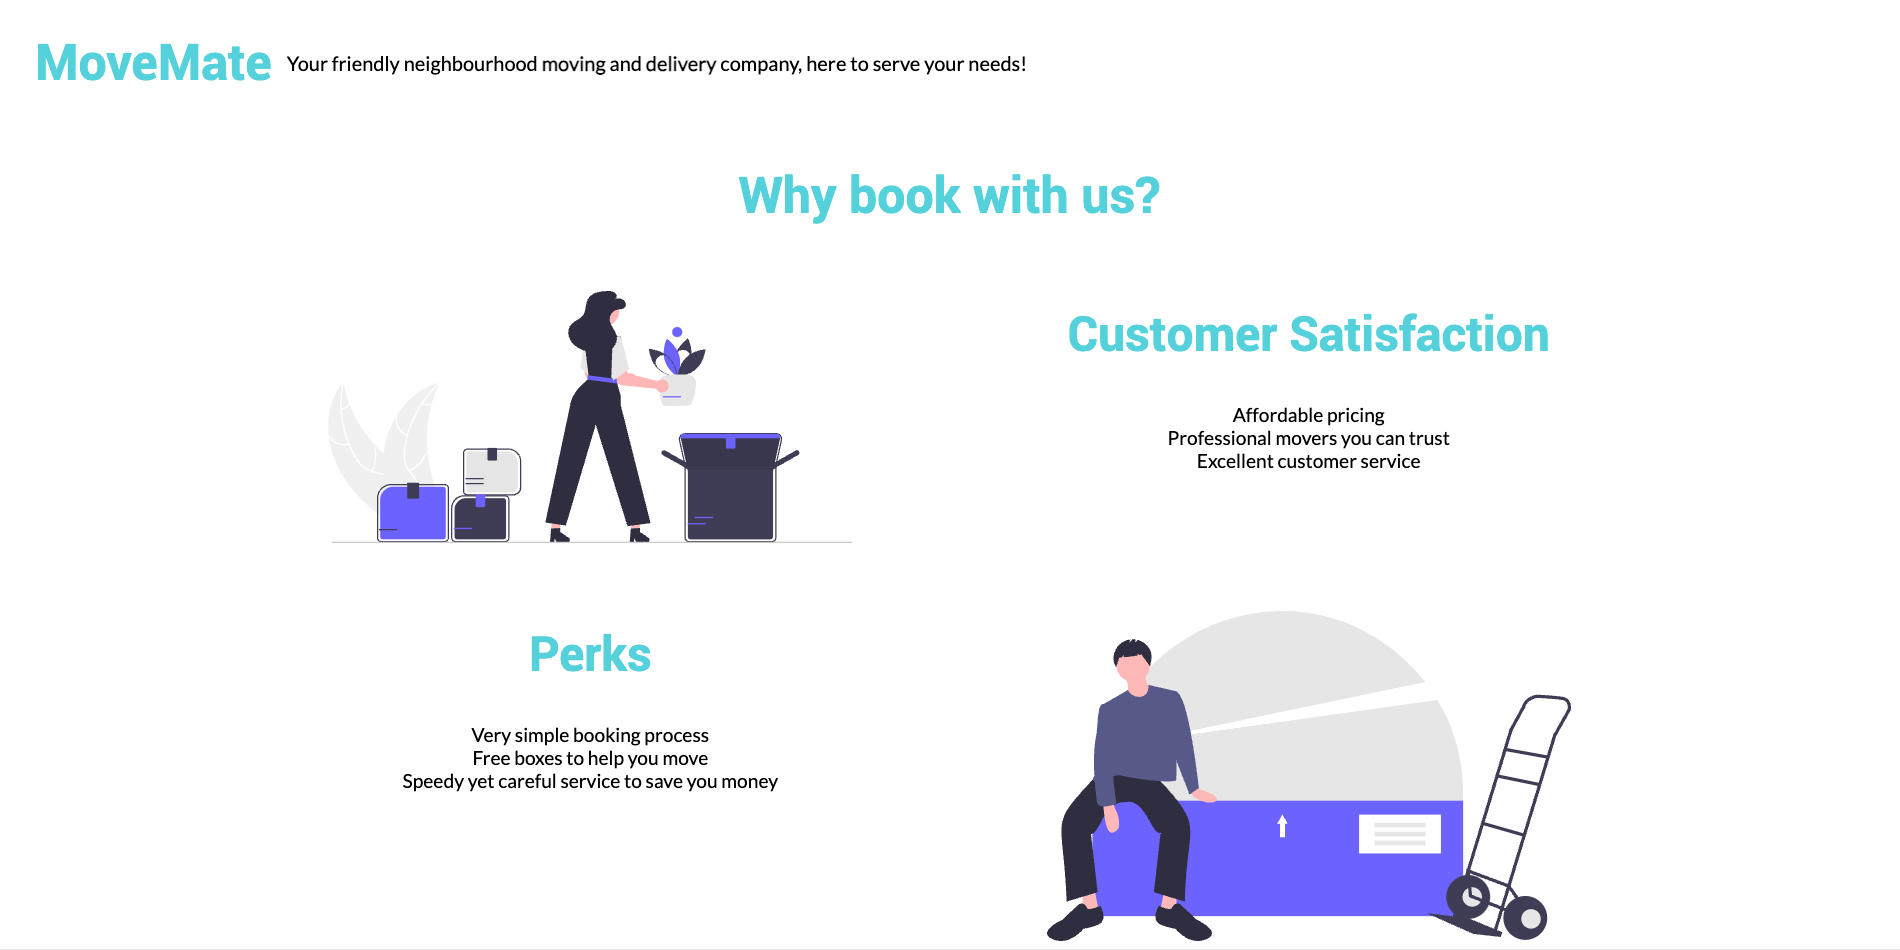 MoveMate
Your friendly neighbourhood moving and delivery company, here to serve your needs!
Why book with us?
Customer Satisfaction
Affordable pricing
Professional movers you can trust
Excellent customer service
Perks
Very simple booking process
Free boxes to help you move
Speedy yet careful service to save you money